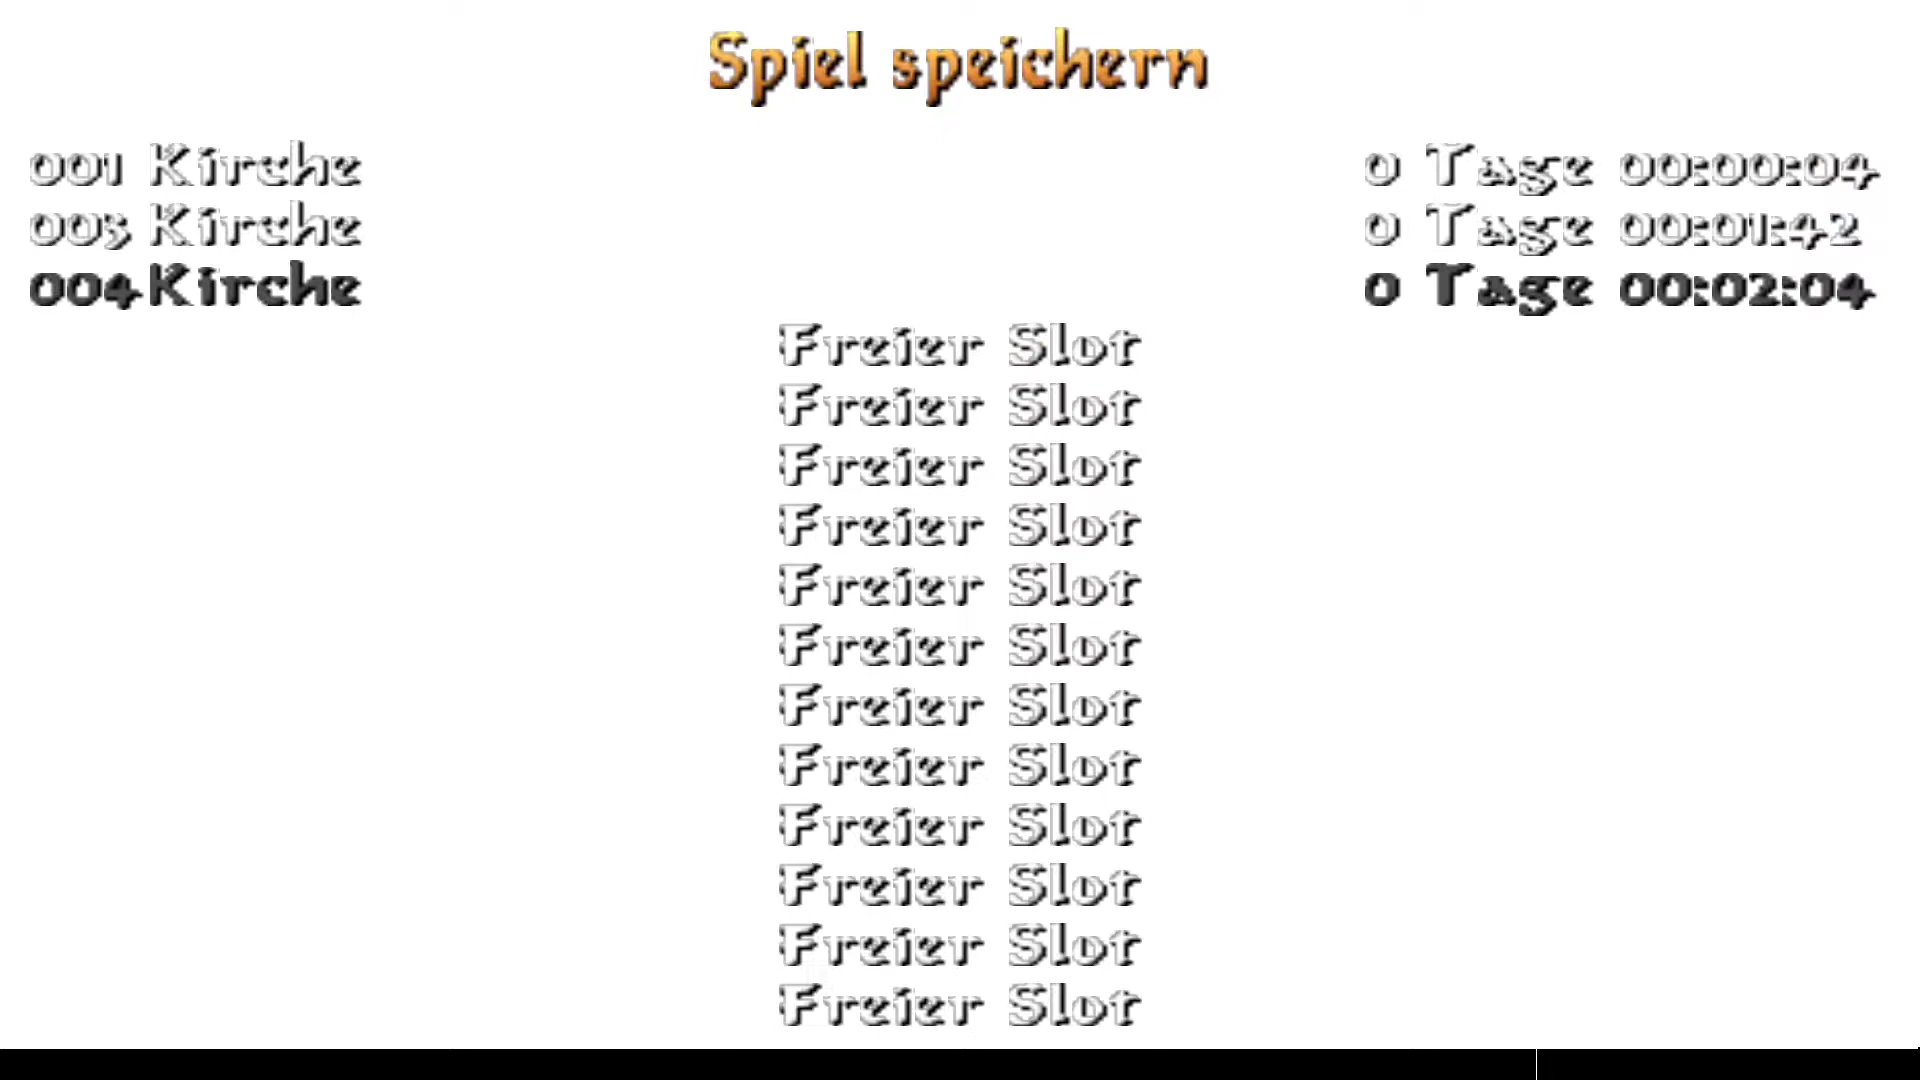 Spiel speichern
001 Kirche 0 Tage 00:00:04
003 Kirche 0 Tage 00:01:42
004 Kirche 0 Tage 00:02:04
Freier Slot
Freier Slot
Freier Slot
Freier Slot
Freier Slot
Freier Slot
Freier Slot
Freier Slot
Freier Slot
Freier Slot
Freier Slot
Freier Slot